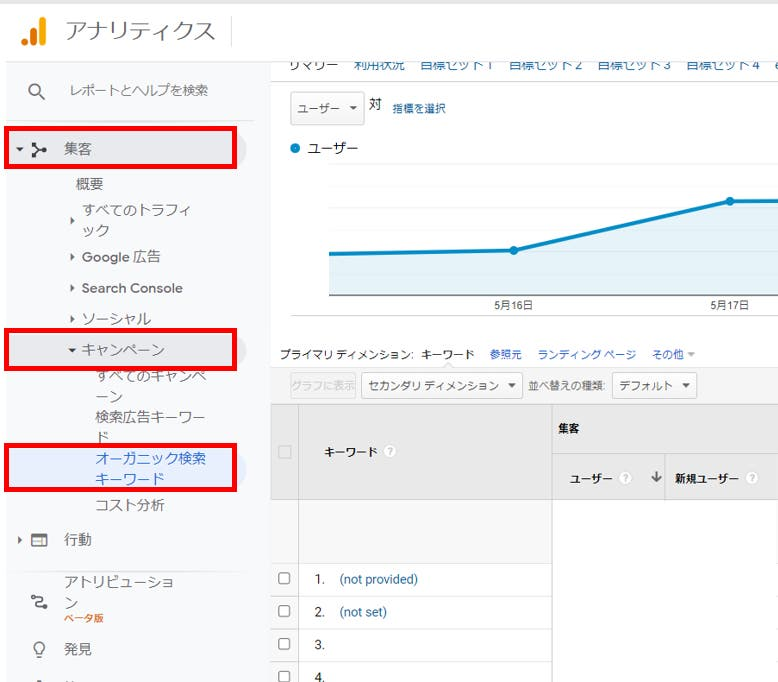 アナリティクス
レポートとヘルプを検索
集客
概要
すべてのトラフィ
ック
Google 広告
Search Console
ソーシャル
キャンペーン
すべてのキャンペ
ーン
検索広告キーワー
ド
オーガニック検索
キーワード
コスト分析
行動
アトリビューショ
ン
ベータ版
発見
サマリー 利用状況 目標セット 1 目標セット 2 目標セット 3 目標セット 4
ユーザー 対 指標を選択
ユーザー
5月16日 5月17日
プライマリ ディメンション: キーワード 参照元 ランディング ページ その他
グラフに表示 セカンダリ ディメンション 並べ替えの種類: デフォルト
キーワード ?
集客
ユーザー ? 新規ユーザー ?
1. (not provided)
2. (not set)
3.
4.